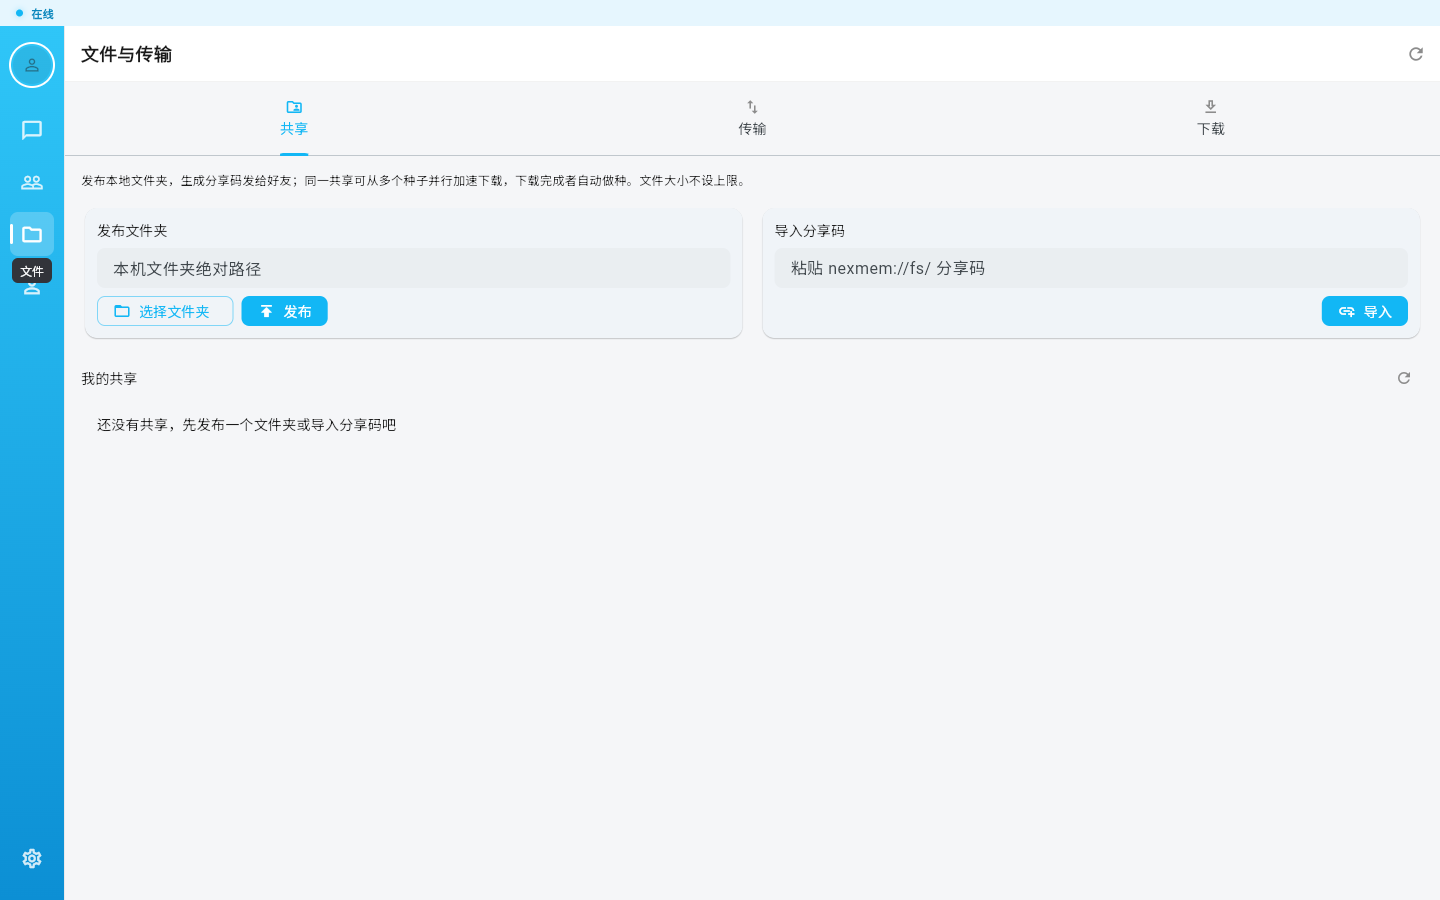 在线
文件与传输
共享
传输
下载
发布本地文件夹，生成分享码发给好友；同一共享可从多个种子并行加速下载，下载完成者自动做种。文件大小不设上限。
发布文件夹
本机文件夹绝对路径
选择文件夹
发布
导入分享码
粘贴 nexmem://fs/ 分享码
导入
文件
我的共享
还没有共享，先发布一个文件夹或导入分享码吧